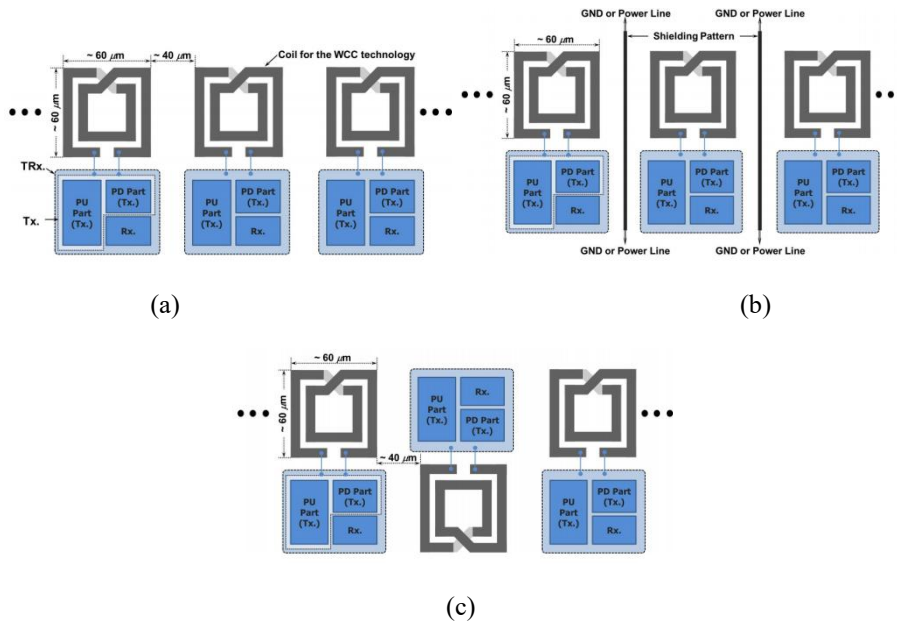 ~ 60 μm
~ 40 μm
Coil for the WCC technology
~ 60 μm
TRx.
Tx.
PU Part (Tx.)
PD Part (Tx.)
Rx.
PU Part (Tx.)
PD Part (Tx.)
Rx.
PU Part (Tx.)
PD Part (Tx.)
Rx.
(a)
GND or Power Line
GND or Power Line
Shielding Pattern
~ 60 μm
~ 60 μm
PU Part (Tx.)
PD Part (Tx.)
Rx.
PU Part (Tx.)
PD Part (Tx.)
Rx.
PU Part (Tx.)
PD Part (Tx.)
Rx.
GND or Power Line
GND or Power Line
(b)
~ 60 μm
~ 60 μm
~ 40 μm
PU Part (Tx.)
PD Part (Tx.)
Rx.
PU Part (Tx.)
Rx.
PD Part (Tx.)
PU Part (Tx.)
PD Part (Tx.)
Rx.
(c)